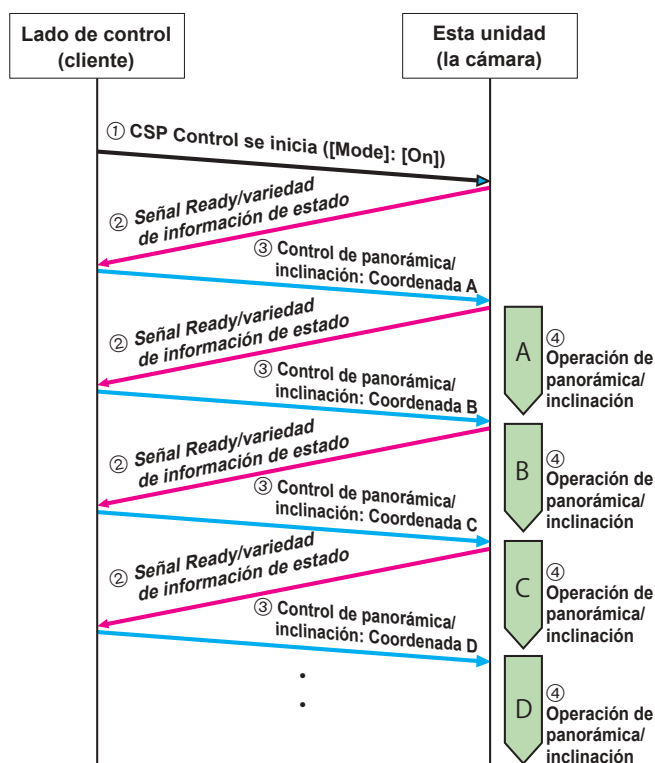 Lado de control
(cliente)
Esta unidad
(la cámara)
① CSP Control se inicia ([Mode]: [On])
② Señal Ready/variedad
de información de estado
③ Control de panorámica/
inclinación: Coordenada A
A
④
Operación de
panorámica/
inclinación
② Señal Ready/variedad
de información de estado
③ Control de panorámica/
inclinación: Coordenada B
B
④
Operación de
panorámica/
inclinación
② Señal Ready/variedad
de información de estado
③ Control de panorámica/
inclinación: Coordenada C
C
④
Operación de
panorámica/
inclinación
② Señal Ready/variedad
de información de estado
③ Control de panorámica/
inclinación: Coordenada D
D
④
Operación de
panorámica/
inclinación